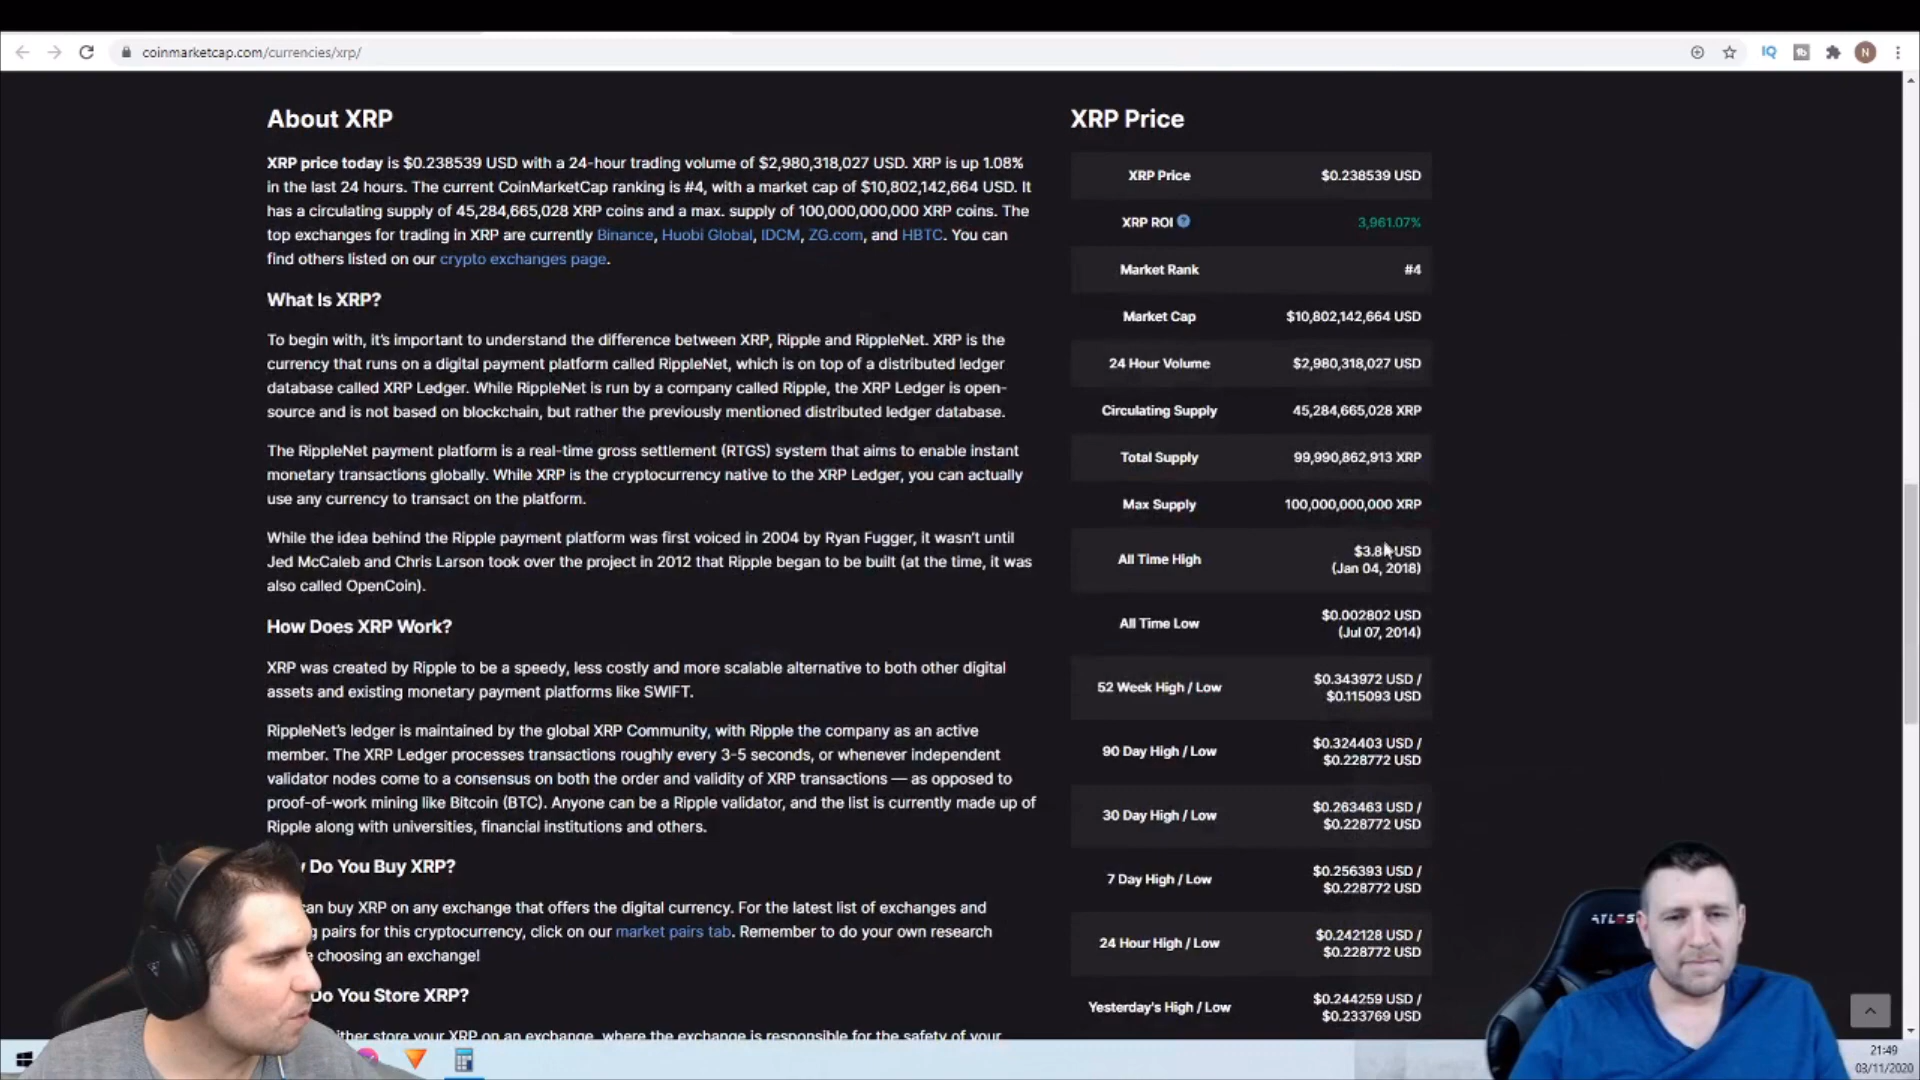 coinmarketcap.com/currencies/xrp/
IQ
N
About XRP
XRP price today is $0.238539 USD with a 24-hour trading volume of $2,980,318,027 USD. XRP is up 1.08%
in the last 24 hours. The current CoinMarketCap ranking is #4, with a market cap of $10,802,142,664 USD. It
has a circulating supply of 45,284,665,028 XRP coins and a max. supply of 100,000,000,000 XRP coins. The
top exchanges for trading in XRP are currently Binance, Huobi Global, IDCM, ZG.com, and HBTC. You can
find others listed on our crypto exchanges page.
What Is XRP?
To begin with, it's important to understand the difference between XRP, Ripple and RippleNet. XRP is the
currency that runs on a digital payment platform called RippleNet, which is on top of a distributed ledger
database called XRP Ledger. While RippleNet is run by a company called Ripple, the XRP Ledger is open-
source and is not based on blockchain, but rather the previously mentioned distributed ledger database.
The RippleNet payment platform is a real-time gross settlement (RTGS) system that aims to enable instant
monetary transactions globally. While XRP is the cryptocurrency native to the XRP Ledger, you can actually
use any currency to transact on the platform.
While the idea behind the Ripple payment platform was first voiced in 2004 by Ryan Fugger, it wasn't until
Jed McCaleb and Chris Larson took over the project in 2012 that Ripple began to be built (at the time, it was
also called OpenCoin).
How Does XRP Work?
XRP was created by Ripple to be a speedy, less costly and more scalable alternative to both other digital
assets and existing monetary payment platforms like SWIFT.
RippleNet's ledger is maintained by the global XRP Community, with Ripple the company as an active
member. The XRP Ledger processes transactions roughly every 3-5 seconds, or whenever independent
validator nodes come to a consensus on both the order and validity of XRP transactions — as opposed to
proof-of-work mining like Bitcoin (BTC). Anyone can be a Ripple validator, and the list is currently made up of
Ripple along with universities, financial institutions and others.
Do You Buy XRP?
can buy XRP on any exchange that offers the digital currency. For the latest list of exchanges and
pairs for this cryptocurrency, click on our market pairs tab. Remember to do your own research
choosing an exchange!
Do You Store XRP?
either store your XRP on an exchange, where the exchange is responsible for the safety of your
XRP Price
XRP Price $0.238539 USD
XRP ROI 3,961.07%
Market Rank #4
Market Cap $10,802,142,664 USD
24 Hour Volume $2,980,318,027 USD
Circulating Supply 45,284,665,028 XRP
Total Supply 99,990,862,913 XRP
Max Supply 100,000,000,000 XRP
All Time High $3.8 USD
(Jan 04, 2018)
All Time Low $0.002802 USD
(Jul 07, 2014)
52 Week High / Low $0.343972 USD /
$0.115093 USD
90 Day High / Low $0.324403 USD /
$0.228772 USD
30 Day High / Low $0.263463 USD /
$0.228772 USD
7 Day High / Low $0.256393 USD /
$0.228772 USD
24 Hour High / Low $0.242128 USD /
$0.228772 USD
Yesterday's High / Low $0.244259 USD /
$0.233769 USD
21:49
03/11/2020